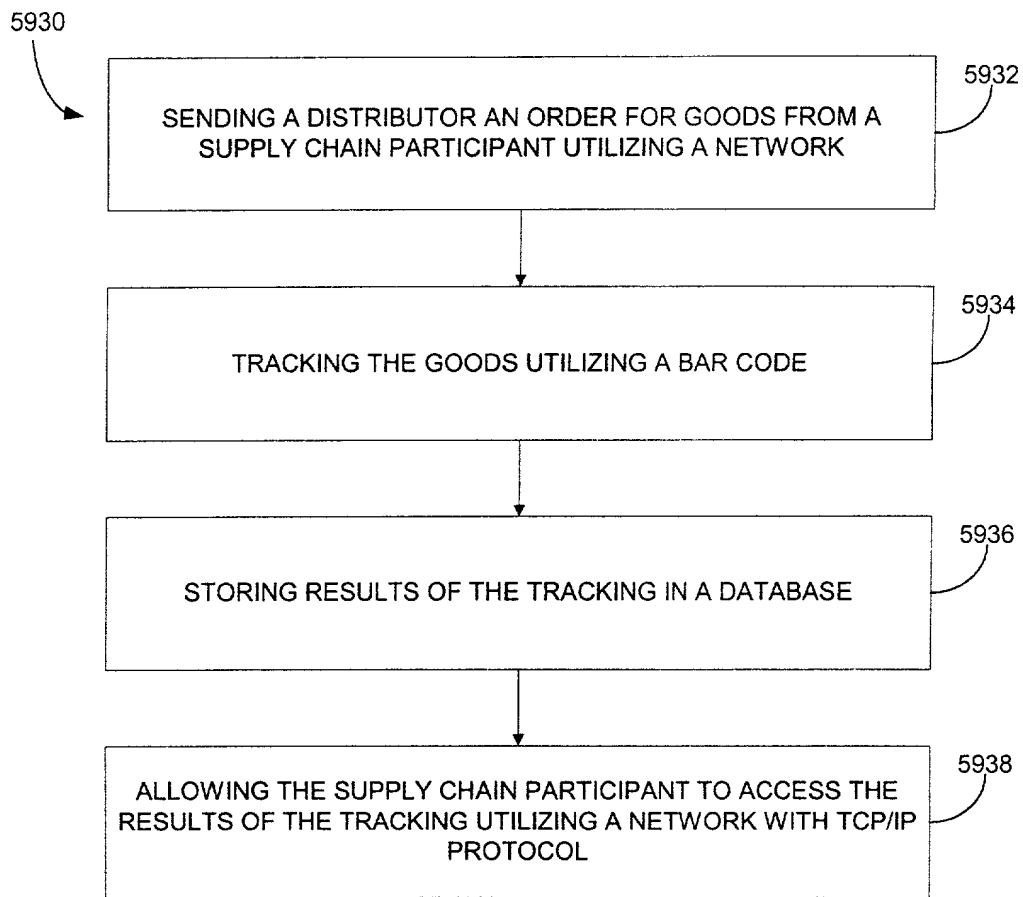 5930
5932
SENDING A DISTRIBUTOR AN ORDER FOR GOODS FROM A
SUPPLY CHAIN PARTICIPANT UTILIZING A NETWORK
5934
TRACKING THE GOODS UTILIZING A BAR CODE
5936
STORING RESULTS OF THE TRACKING IN A DATABASE
5938
ALLOWING THE SUPPLY CHAIN PARTICIPANT TO ACCESS THE
RESULTS OF THE TRACKING UTILIZING A NETWORK WITH TCP/IP
PROTOCOL